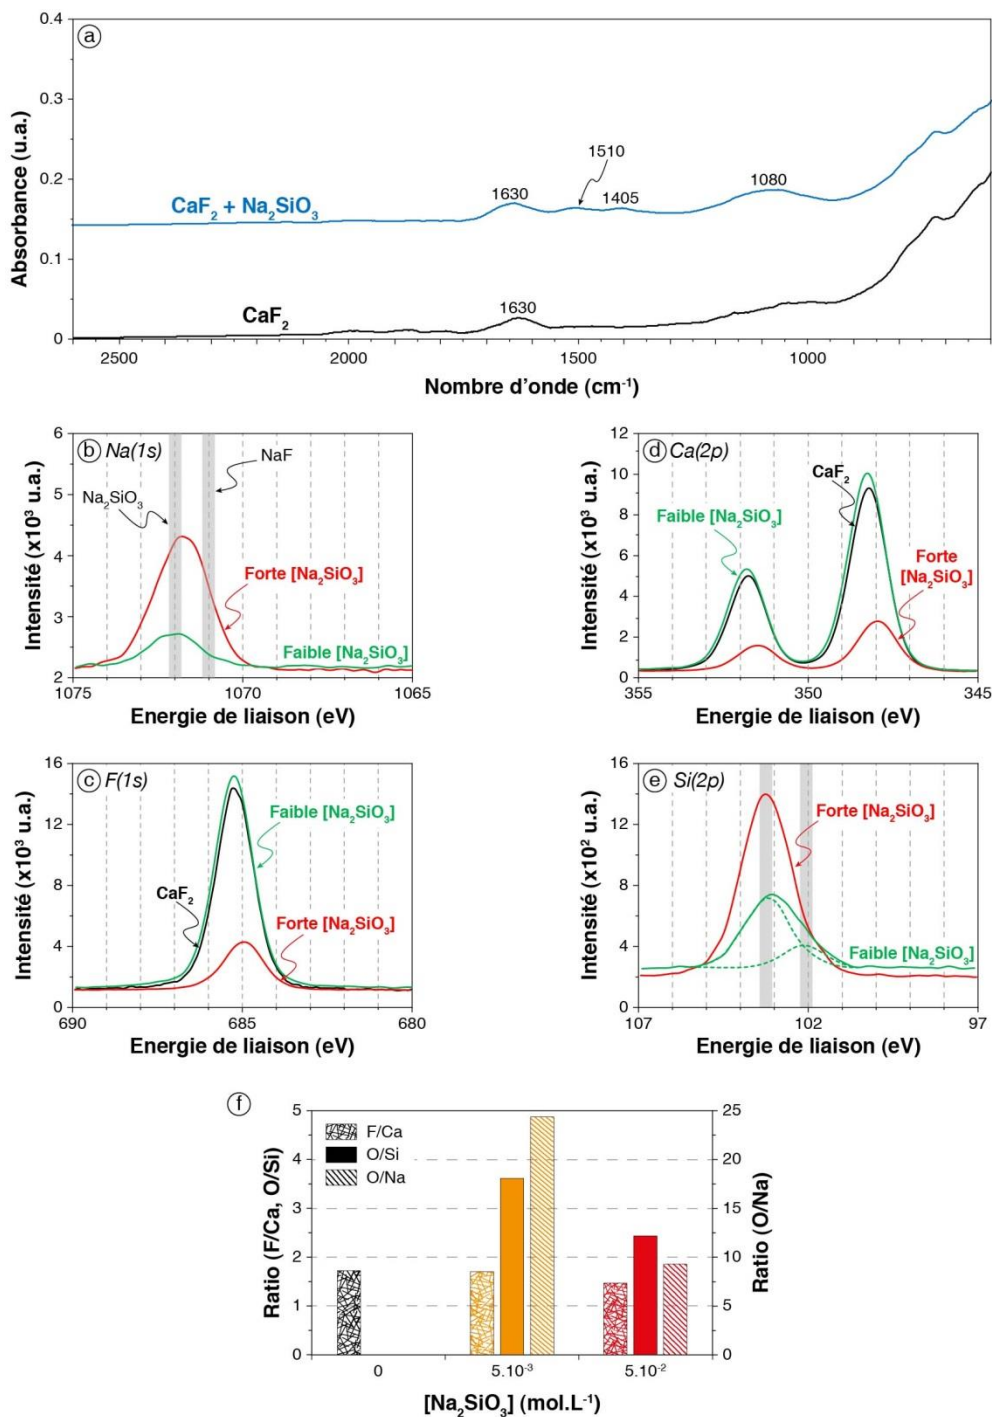 a
0.4
0.3
0.2
0.1
0
Absorbance (u.a.)
CaF2 + Na2SiO3
1630
1510
1405
1080
CaF2
1630
2500
2000
1500
1000
Nombre d'onde (cm-1)
b Na(1s)
6
5
4
3
2
Intensité (x10³ u.a.)
Na2SiO3
NaF
Forte [Na2SiO3]
Faible [Na2SiO3]
1075
1070
1065
Energie de liaison (eV)
d Ca(2p)
12
10
8
6
4
2
0
Intensité (x10³ u.a.)
CaF2
Faible [Na2SiO3]
Forte
[Na2SiO3]
355
350
345
Energie de liaison (eV)
c F(1s)
16
12
8
4
0
Intensité (x10³ u.a.)
Faible [Na2SiO3]
CaF2
Forte [Na2SiO3]
690
685
680
Energie de liaison (eV)
e Si(2p)
16
12
8
4
0
Intensité (x10² u.a.)
Forte [Na2SiO3]
Faible [Na2SiO3]
107
102
97
Energie de liaison (eV)
f
5
4
3
2
1
0
Ratio (F/Ca, O/Si)
F/Ca
O/Si
O/Na
25
20
15
10
5
0
Ratio (O/Na)
0
5.10-3
5.10-2
[Na2SiO3] (mol.L-1)